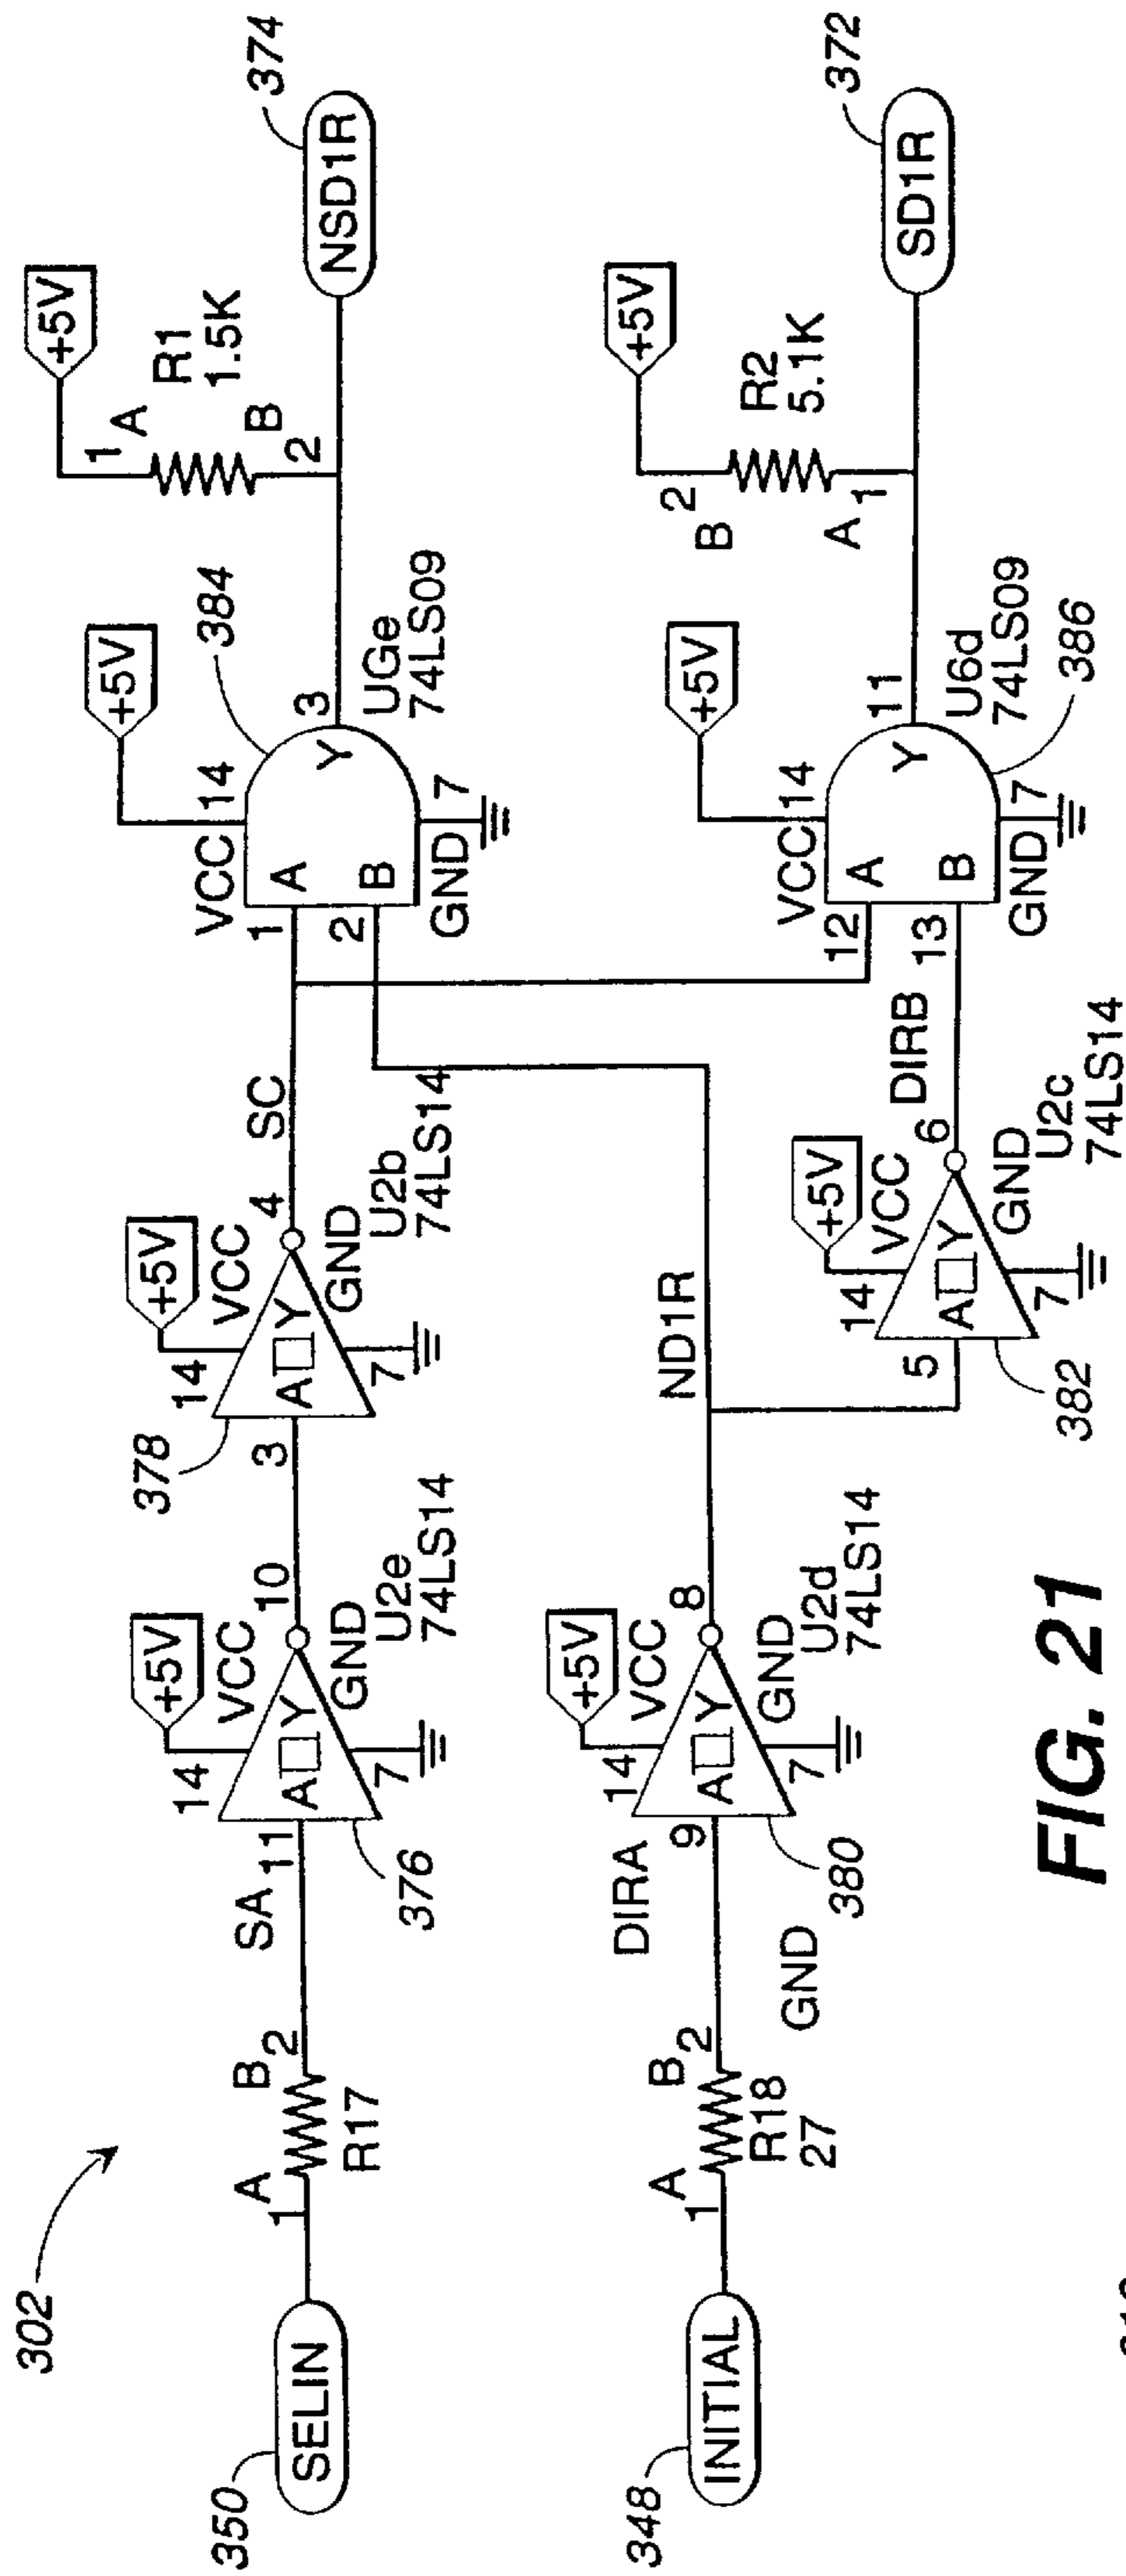 302
350
SELIN
1
A
R17
B
2
SA
11
376
14
+5V
VCC
A Y
7
GND
10
U2e
74LS14
3
378
14
+5V
VCC
A Y
7
GND
4
U2b
74LS14
SC
1
2
VCC
14
+5V
A
B
Y
GND
7
384
3
UGe
74LS09
1
A
R1
1.5K
B
2
+5V
NSD1R
374
348
INITIAL
1
A
R18
27
B
2
GND
DIRA
9
380
14
+5V
VCC
A Y
7
GND
8
U2d
74LS14
ND1R
5
382
14
+5V
VCC
A Y
7
GND
6
U2c
74LS14
DIRB
12
13
VCC
14
+5V
A
B
Y
GND
7
386
11
U6d
74LS09
2
B
R2
5.1K
A
1
+5V
SD1R
372
FIG. 21